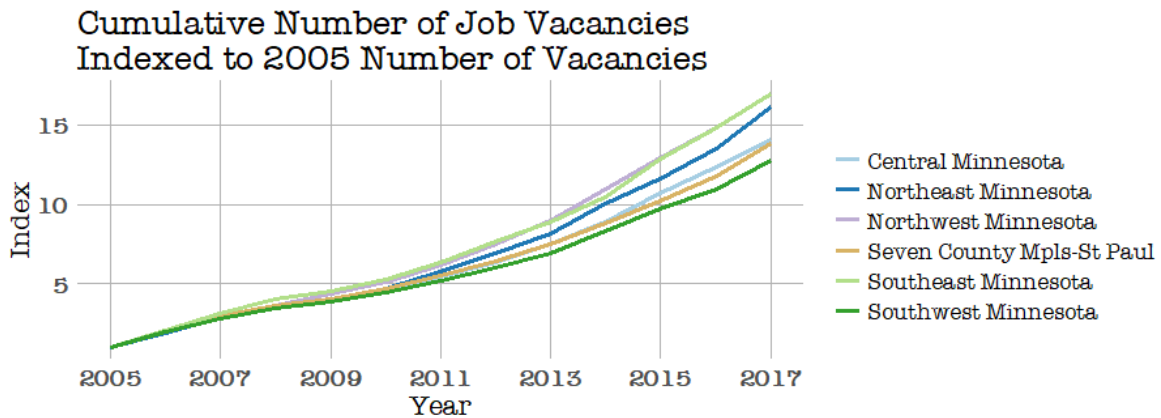 Cumulative Number of Job Vacancies
Indexed to 2005 Number of Vacancies
15
10
5
Index
2005 2007 2009 2011 2013 2015 2017
Year
Central Minnesota
Northeast Minnesota
Northwest Minnesota
Seven County Mpls-St Paul
Southeast Minnesota
Southwest Minnesota